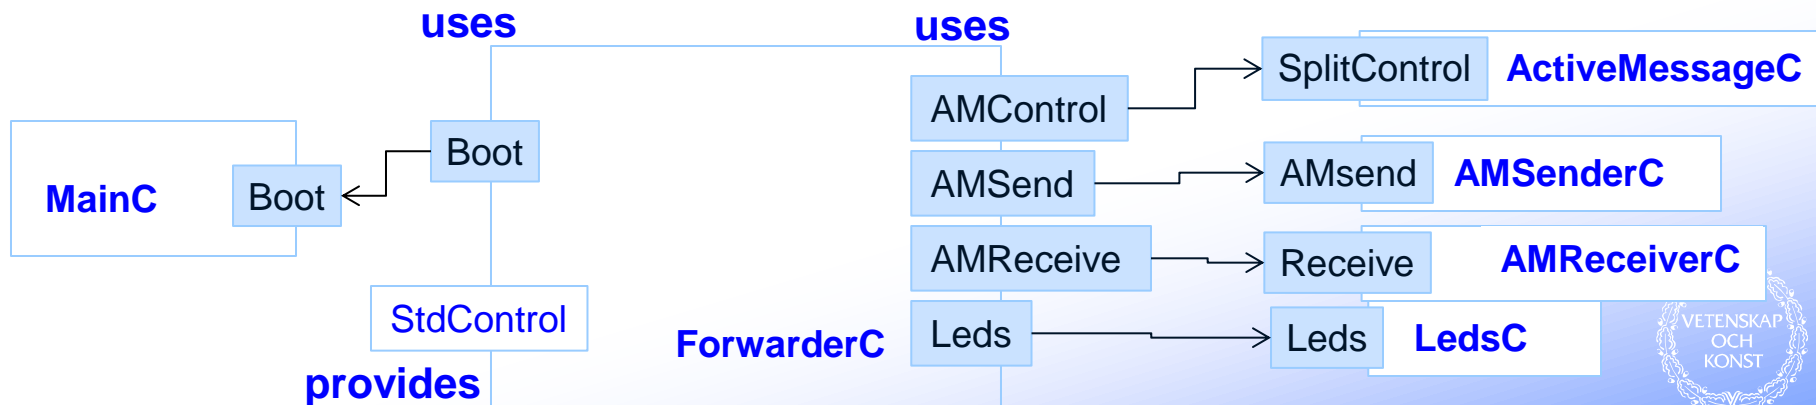 uses
uses
SplitControl
ActiveMessageC
AMControl
MainC
Boot
Boot
AMSend
AMsend
AMSenderC
AMReceive
Receive
AMReceiverC
StdControl
ForwarderC
Leds
Leds
LedsC
provides
VETENSKAP
OCH
KONST